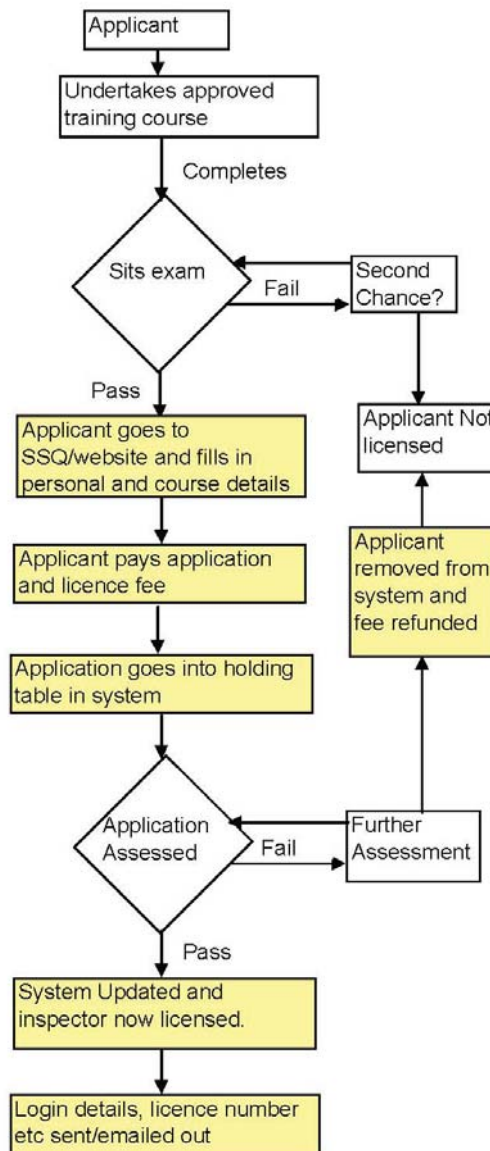 Applicant
Undertakes approved
training course
Completes
Sits exam
Fail
Second
Chance?
Pass
Applicant goes to
SSQ/website and fills in
personal and course details
Applicant Not
licensed
Applicant pays application
and licence fee
Applicant
removed from
system and
fee refunded
Application goes into holding
table in system
Application
Assessed
Fail
Further
Assessment
Pass
System Updated and
inspector now licensed.
Login details, licence number
etc sent/emailed out